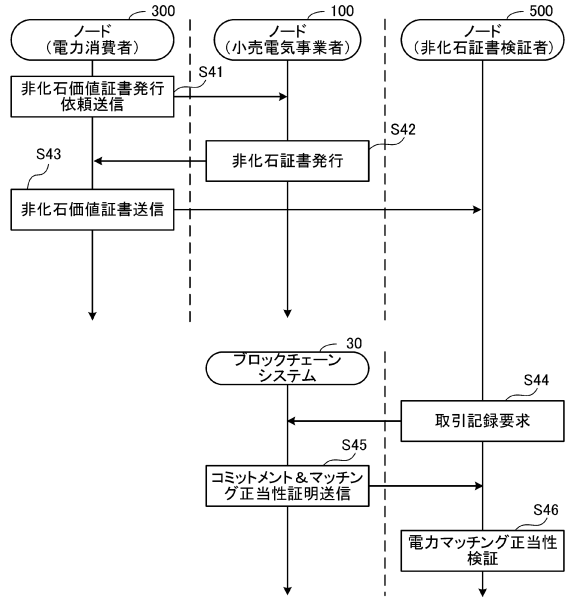 300
100
500
ノード
(電力消費者)
ノード
(小売電気事業者)
ノード
(非化石証書検証者)
S41
非化石価値証書発行
依頼送信
S42
非化石証書発行
S43
非化石価値証書送信
30
ブロックチェーン
システム
S44
取引記録要求
S45
コミットメント&マッチン
グ正当性証明送信
S46
電力マッチング正当性
検証